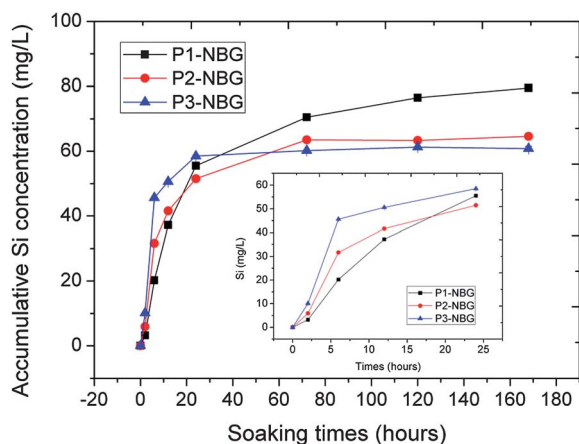 Accumulative Si concentration (mg/L)
100
80
60
40
20
0
P1-NBG
P2-NBG
P3-NBG
Si (mg/L)
60
50
40
30
20
10
0
P1-NBG
P2-NBG
P3-NBG
0 5 10 15 20 25
Times (hours)
-20 0 20 40 60 80 100 120 140 160 180
Soaking times (hours)